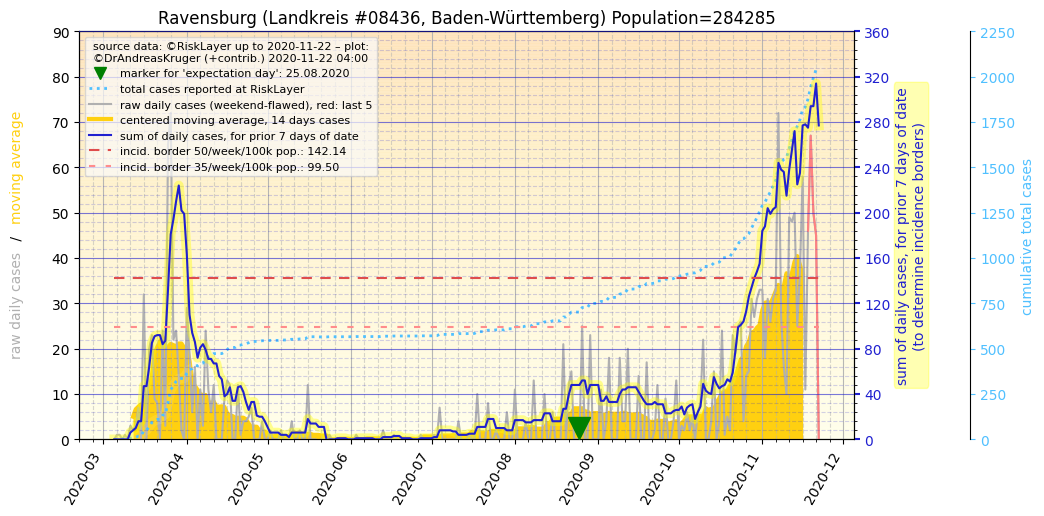 Ravensburg (Landkreis #08436, Baden-Württemberg) Population=284285
source data: ©RiskLayer up to 2020-11-22 – plot:
©DrAndreasKruger (+contrib.) 2020-11-22 04:00
marker for 'expectation day': 25.08.2020
total cases reported at RiskLayer
raw daily cases (weekend-flawed), red: last 5
centered moving average, 14 days cases
sum of daily cases, for prior 7 days of date
incid. border 50/week/100k pop.: 142.14
incid. border 35/week/100k pop.: 99.50
raw daily cases / moving average
90
80
70
60
50
40
30
20
10
0
2020-03
2020-04
2020-05
2020-06
2020-07
2020-08
2020-09
2020-10
2020-11
2020-12
360
320
280
240
200
160
120
80
40
0
sum of daily cases, for prior 7 days of date
(to determine incidence borders)
2250
2000
1750
1500
1250
1000
750
500
250
0
cumulative total cases